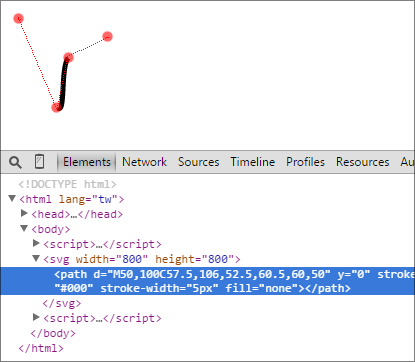 Elements Network Sources Timeline Profiles Resources Au
<!DOCTYPE html>
▼<html lang="tw">
▶<head>…</head>
▼<body>
▶<script>…</script>
▼<svg width="800" height="800">
<path d="M50,100C57.5,106,52.5,60.5,60,50" y="0" stroke
"#000" stroke-width="5px" fill="none"></path>
</svg>
▶<script>…</script>
</body>
</html>